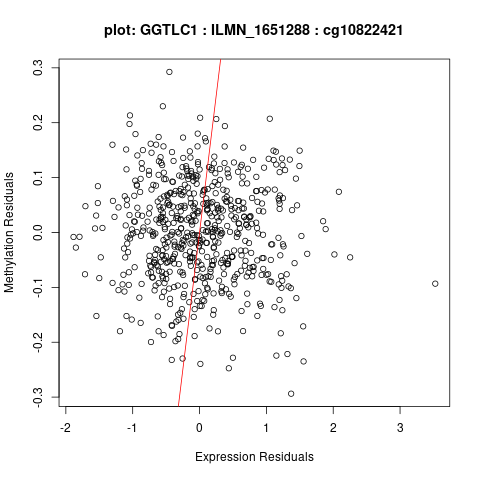 plot: GGTLC1 : ILMN_1651288 : cg10822421
Methylation Residuals
0.3
0.2
0.1
0.0
-0.1
-0.2
-0.3
-2 -1 0 1 2 3
Expression Residuals